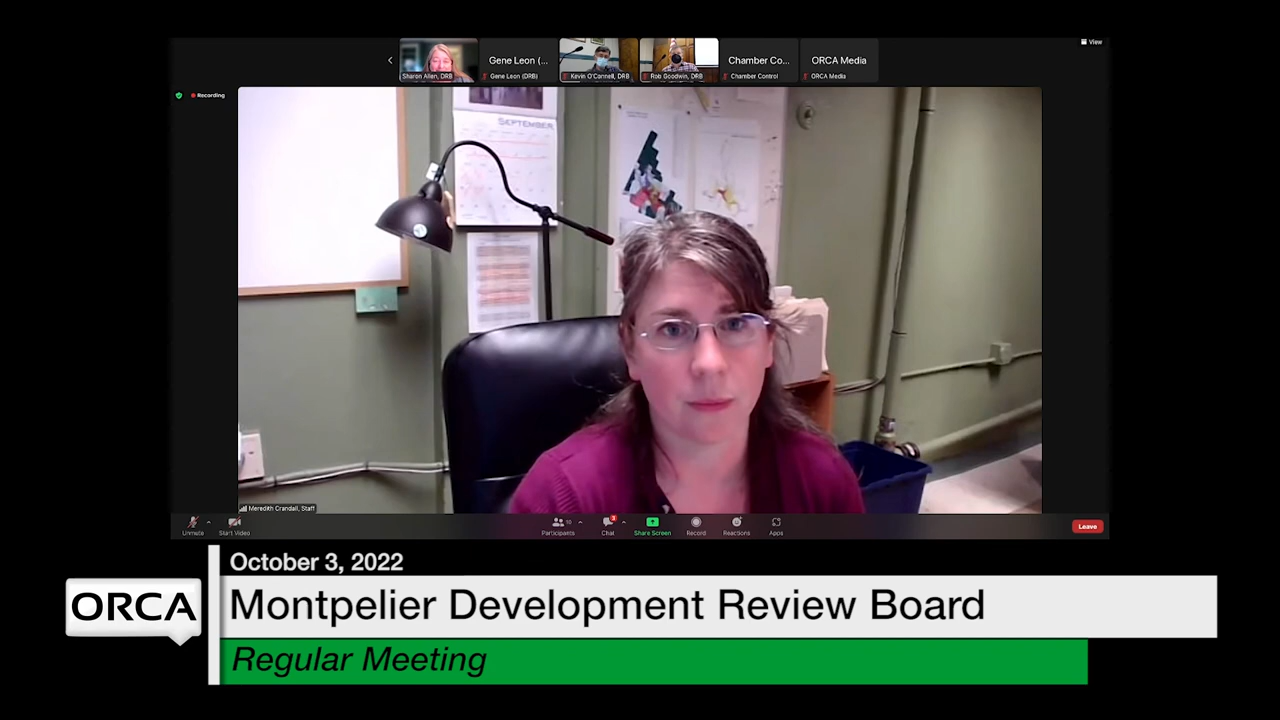 View
Gene Leon (...
Chamber Co...
ORCA Media
Sharon Allen, DRB
Gene Leon (DRB)
Kevin O'Connell, DRB
Rob Goodwin, DRB
Chamber Control
ORCA Media
Recording
SEPTEMBER
Meredith Crandall, Staff
Unmute
Start Video
Participants
10
Chat
Share Screen
Record
Reactions
Apps
Leave
October 3, 2022
ORCA
Montpelier Development Review Board
Regular Meeting